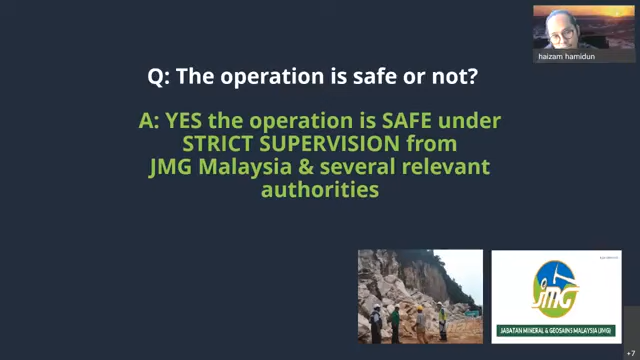 haizam hamidun
Q: The operation is safe or not?
A: YES the operation is SAFE under
STRICT SUPERVISION from
JMG Malaysia & several relevant
authorities
JMG
JABATAN MINERAL & GEOSAINS MALAYSIA (JMG)
+7